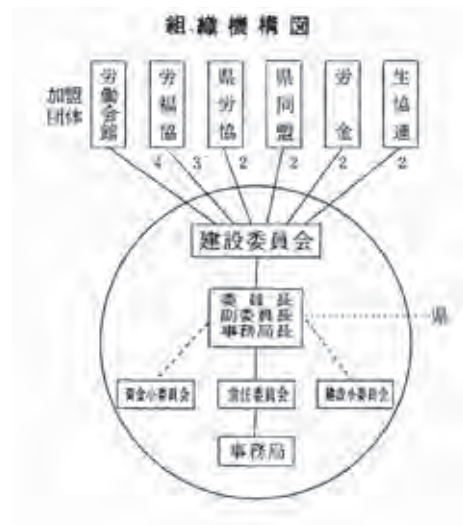 組織機構図
加盟
団体
労働会館
労福協
県労協
県同盟
労金
生協連
4 3 2 2 2 2
建設委員会
委員長
副委員長
事務局長
県
資金小委員会
常任委員会
建設小委員会
事務局